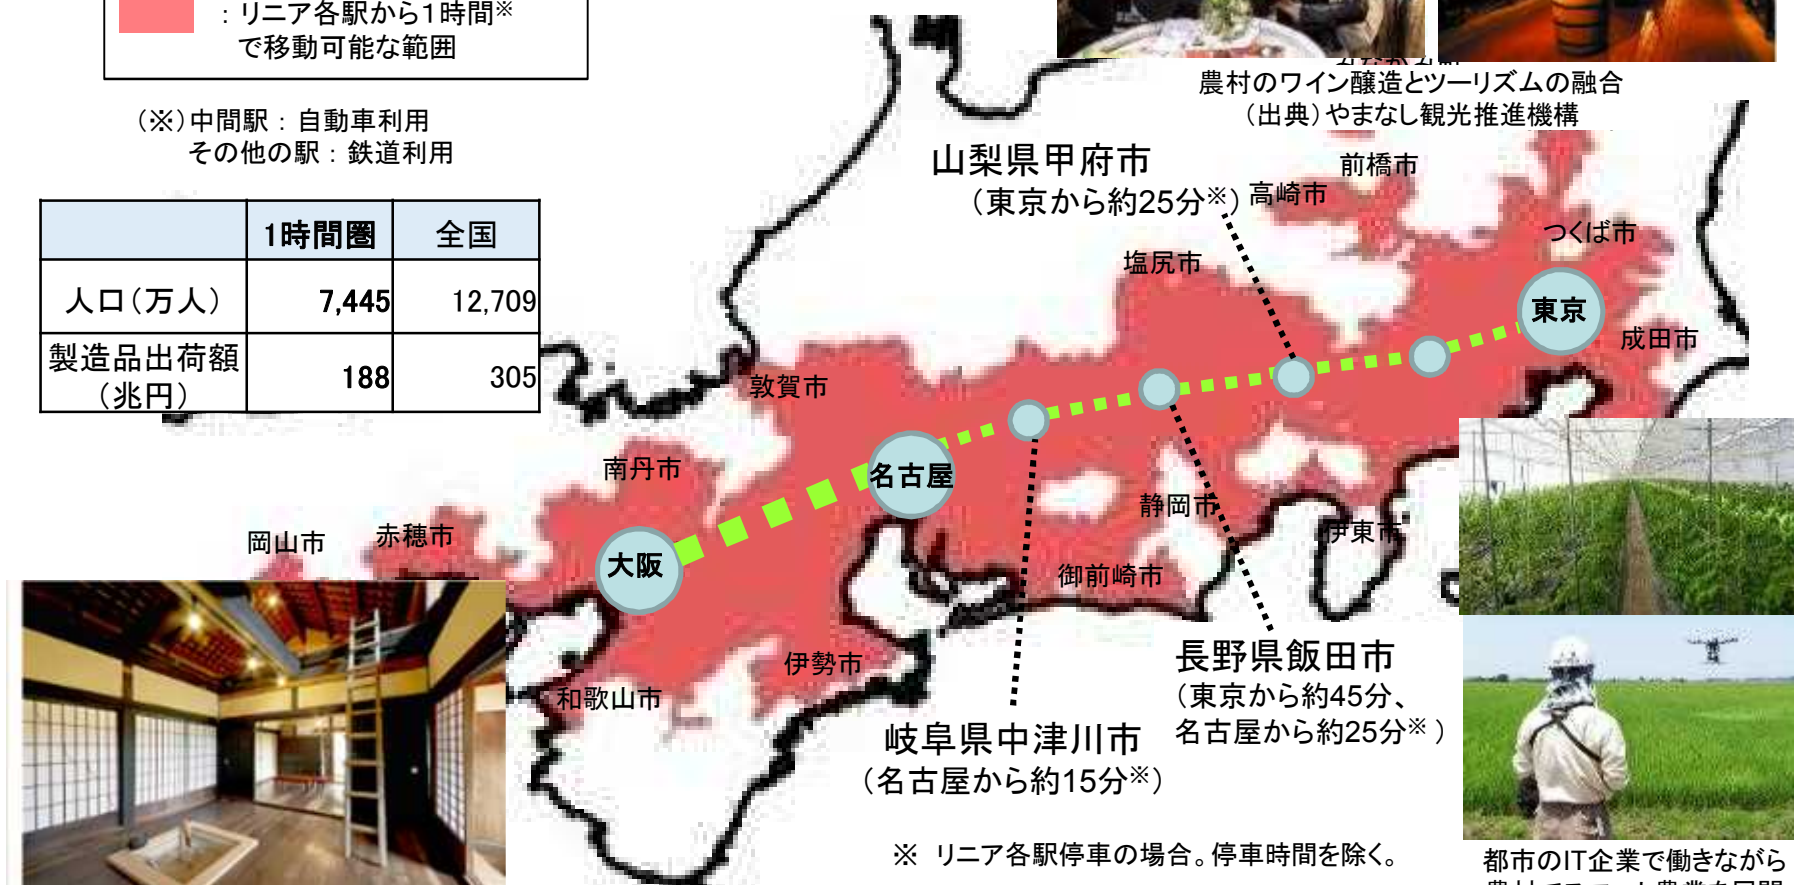 ：リニア各駅から1時間※
で移動可能な範囲
（※）中間駅：自動車利用
その他の駅：鉄道利用
1時間圏 全国
人口（万人） 7,445 12,709
製造品出荷額
（兆円） 188 305
農村のワイン醸造とツーリズムの融合
（出典）やまなし観光推進機構
山梨県甲府市
（東京から約25分※）
前橋市
高崎市
つくば市
塩尻市
東京
成田市
敦賀市
名古屋
南丹市
静岡市
伊東市
岡山市
赤穂市
大阪
御前崎市
伊勢市
和歌山市
長野県飯田市
（東京から約45分、
名古屋から約25分※）
岐阜県中津川市
（名古屋から約15分※）
※ リニア各駅停車の場合。停車時間を除く。
都市のIT企業で働きながら